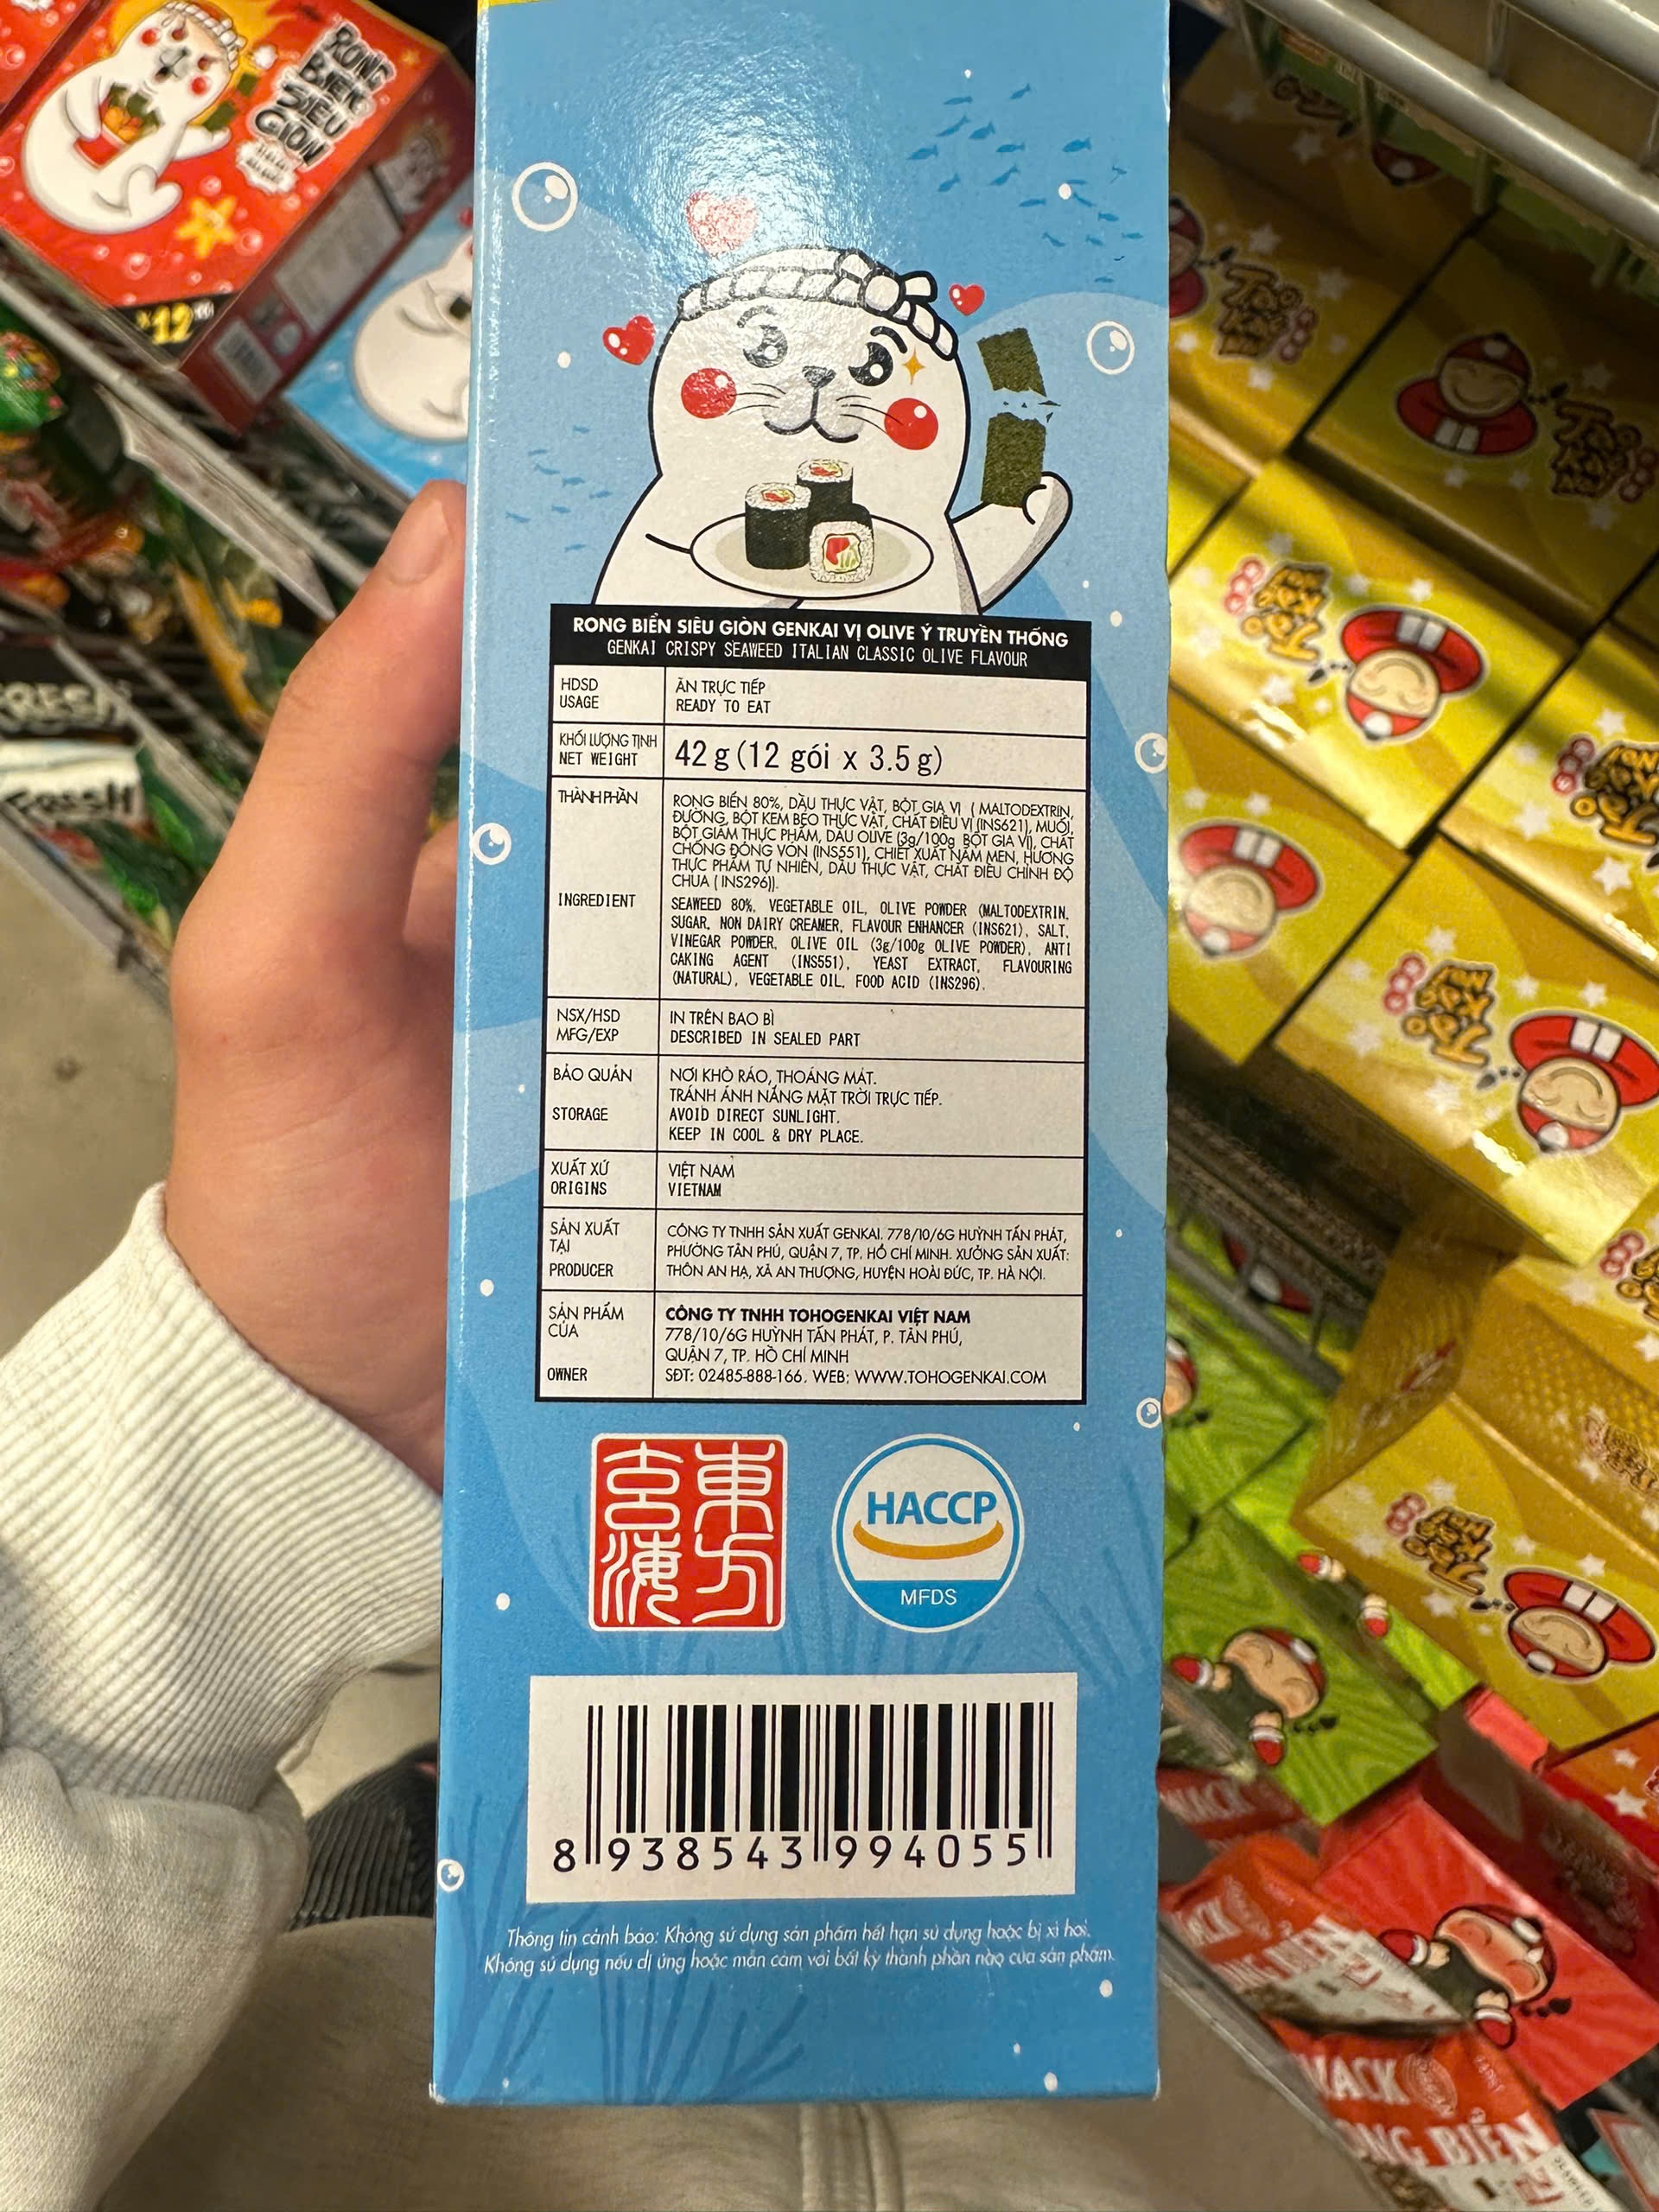 RONG BIỂN SIÊU GIÒN GENKAI VỊ OLIVE Ý TRUYỀN THỐNG
GENKAI CRISPY SEAWEED ITALIAN CLASSIC OLIVE FLAVOUR
HDSD
USAGE
ĂN TRỰC TIẾP
READY TO EAT
KHỐI LƯỢNG TỊNH
NET WEIGHT
42 g (12 gói x 3.5 g)
THÀNH PHẦN
RONG BIỂN 80%, DẦU THỰC VẬT, BỘT GIA VỊ ( MALTODEXTRIN,
ĐƯỜNG, BỘT KEM BÉO THỰC VẬT, CHẤT ĐIỀU VỊ (INS621), MUỐI,
BỘT GIẤM THỰC PHẨM, DẦU OLIVE (3g/100g BỘT GIA VỊ), CHẤT
CHỐNG ĐÔNG VÓN (INS551), CHIẾT XUẤT NẤM MEN, HƯƠNG
THỰC PHẨM TỰ NHIÊN, DẦU THỰC VẬT, CHẤT ĐIỀU CHỈNH ĐỘ
CHUA ( INS296)).
INGREDIENT
SEAWEED 80%, VEGETABLE OIL, OLIVE POWDER (MALTODEXTRIN,
SUGAR, NON DAIRY CREAMER, FLAVOUR ENHANCER (INS621), SALT,
VINEGAR POWDER, OLIVE OIL (3g/100g OLIVE POWDER), ANTI
CAKING AGENT (INS551), YEAST EXTRACT, FLAVOURING
(NATURAL), VEGETABLE OIL, FOOD ACID (INS296).
NSX/HSD
MFG/EXP
IN TRÊN BAO BÌ
DESCRIBED IN SEALED PART
BẢO QUẢN
STORAGE
NƠI KHÔ RÁO, THOÁNG MÁT.
TRÁNH ÁNH NẮNG MẶT TRỜI TRỰC TIẾP.
AVOID DIRECT SUNLIGHT.
KEEP IN COOL & DRY PLACE.
XUẤT XỨ
ORIGINS
VIỆT NAM
VIETNAM
SẢN XUẤT
TẠI
PRODUCER
CÔNG TY TNHH SẢN XUẤT GENKAI. 778/10/6G HUỲNH TẤN PHÁT,
PHƯỜNG TÂN PHÚ, QUẬN 7, TP. HỒ CHÍ MINH. XƯỞNG SẢN XUẤT:
THÔN AN HẠ, XÃ AN THƯỢNG, HUYỆN HOÀI ĐỨC, TP. HÀ NỘI.
SẢN PHẨM
CỦA
OWNER
CÔNG TY TNHH TOHOGENKAI VIỆT NAM
778/10/6G HUỲNH TẤN PHÁT, P. TÂN PHÚ,
QUẬN 7, TP. HỒ CHÍ MINH
SĐT: 02485-888-166. WEB: WWW.TOHOGENKAI.COM
東方
海
HACCP
MFDS
8 938543 994055
Thông tin cảnh báo: Không sử dụng sản phẩm hết hạn sử dụng hoặc bị xì hơi.
Không sử dụng nếu dị ứng hoặc mẫn cảm với bất kỳ thành phần nào của sản phẩm.
RONG
BIỂN
SIÊU
GIÒN
X12
FRESH
FRESH